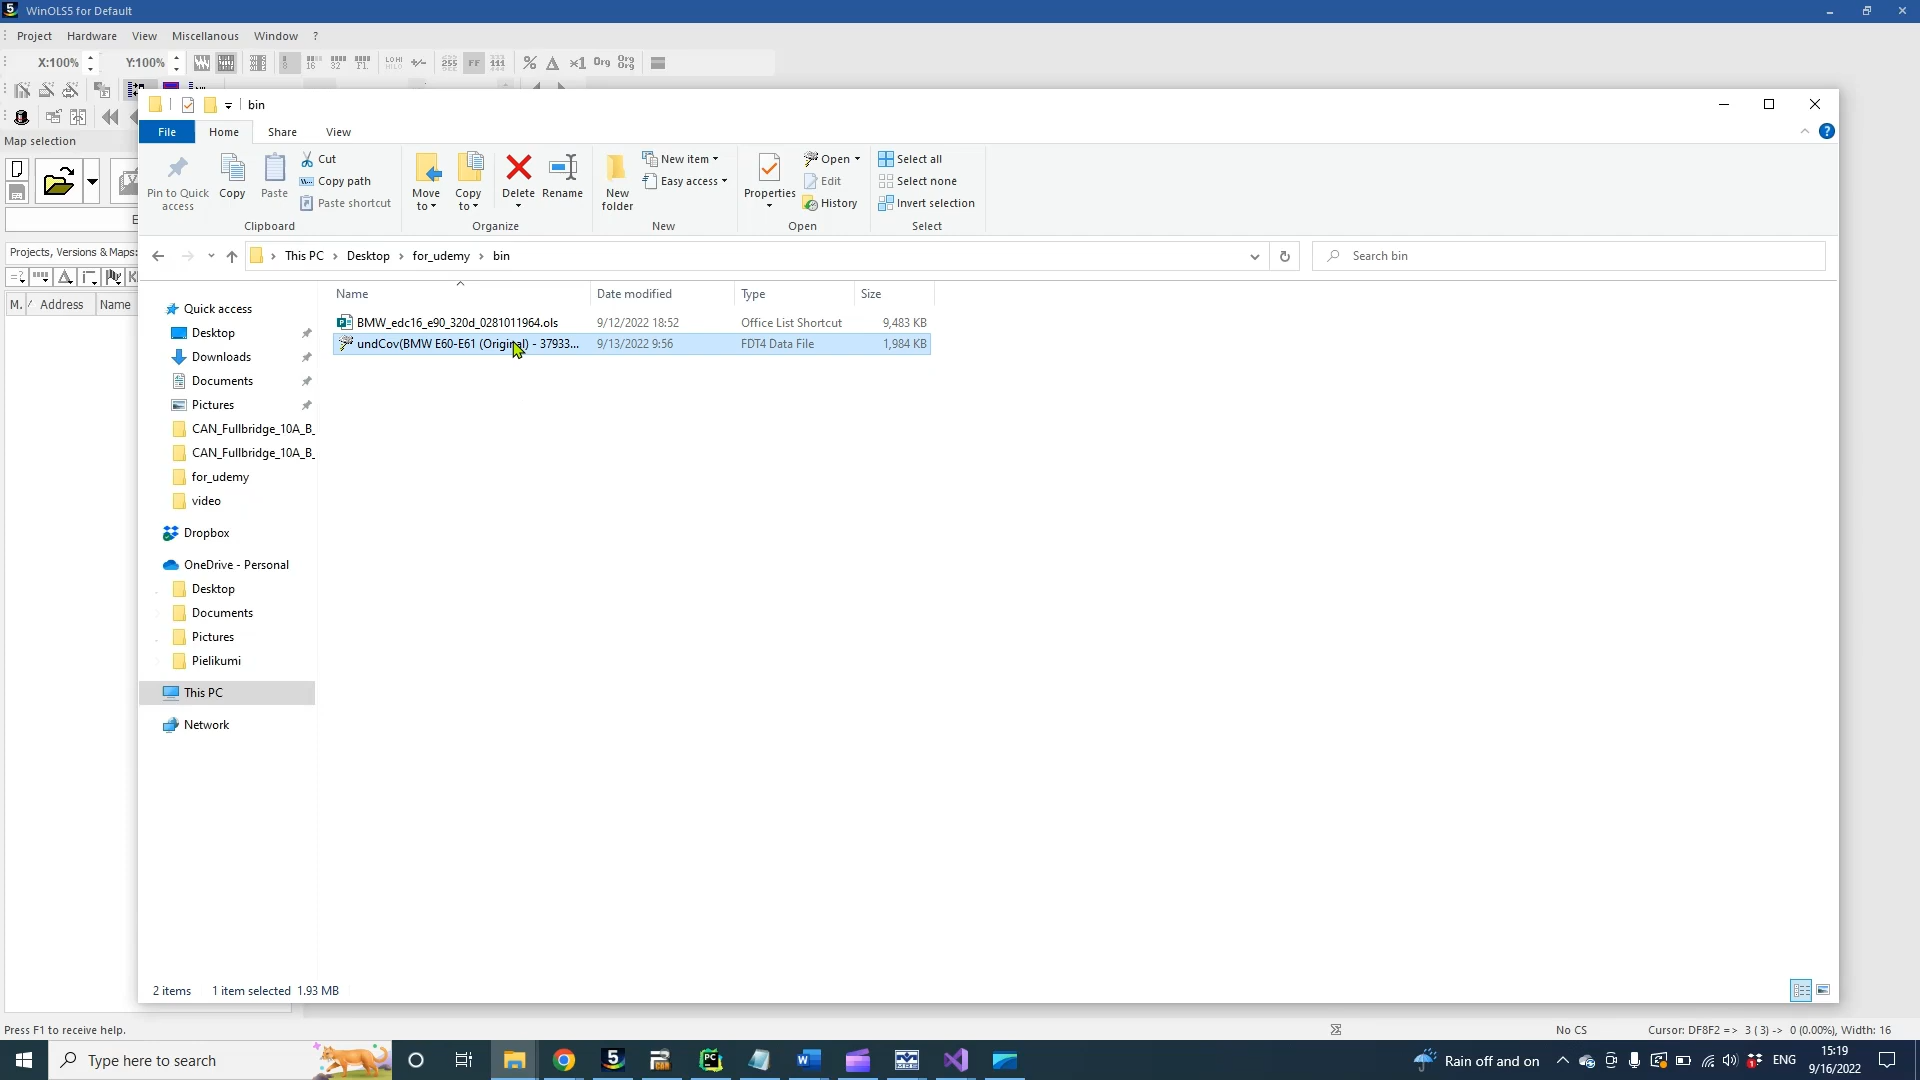 WinOLS5 for Default
Project Hardware View Miscellanous Window ?
X:100% Y:100%
bin
File Home Share View
Map selection
Pin to Quick access
Copy
Paste
Cut
Copy path
Paste shortcut
Clipboard
Move to
Copy to
Delete
Rename
Organize
New folder
New item
Easy access
New
Properties
Open
Edit
History
Open
Select all
Select none
Invert selection
Select
This PC > Desktop > for_udemy > bin
Search bin
Projects, Versions & Maps:
M. / Address Name
Name Date modified Type Size
BMW_edc16_e90_320d_0281011964.ols 9/12/2022 18:52 Office List Shortcut 9,483 KB
undCov(BMW E60-E61 (Original) - 37933... 9/13/2022 9:56 FDT4 Data File 1,984 KB
Quick access
Desktop
Downloads
Documents
Pictures
CAN_Fullbridge_10A_B_
CAN_Fullbridge_10A_B_
for_udemy
video
Dropbox
OneDrive - Personal
Desktop
Documents
Pictures
Pielikumi
This PC
Network
2 items 1 item selected 1.93 MB
Press F1 to receive help.
No CS
Cursor: DF8F2 => 3 ( 3) -> 0 (0.00%), Width: 16
Type here to search
Rain off and on
ENG
15:19
9/16/2022